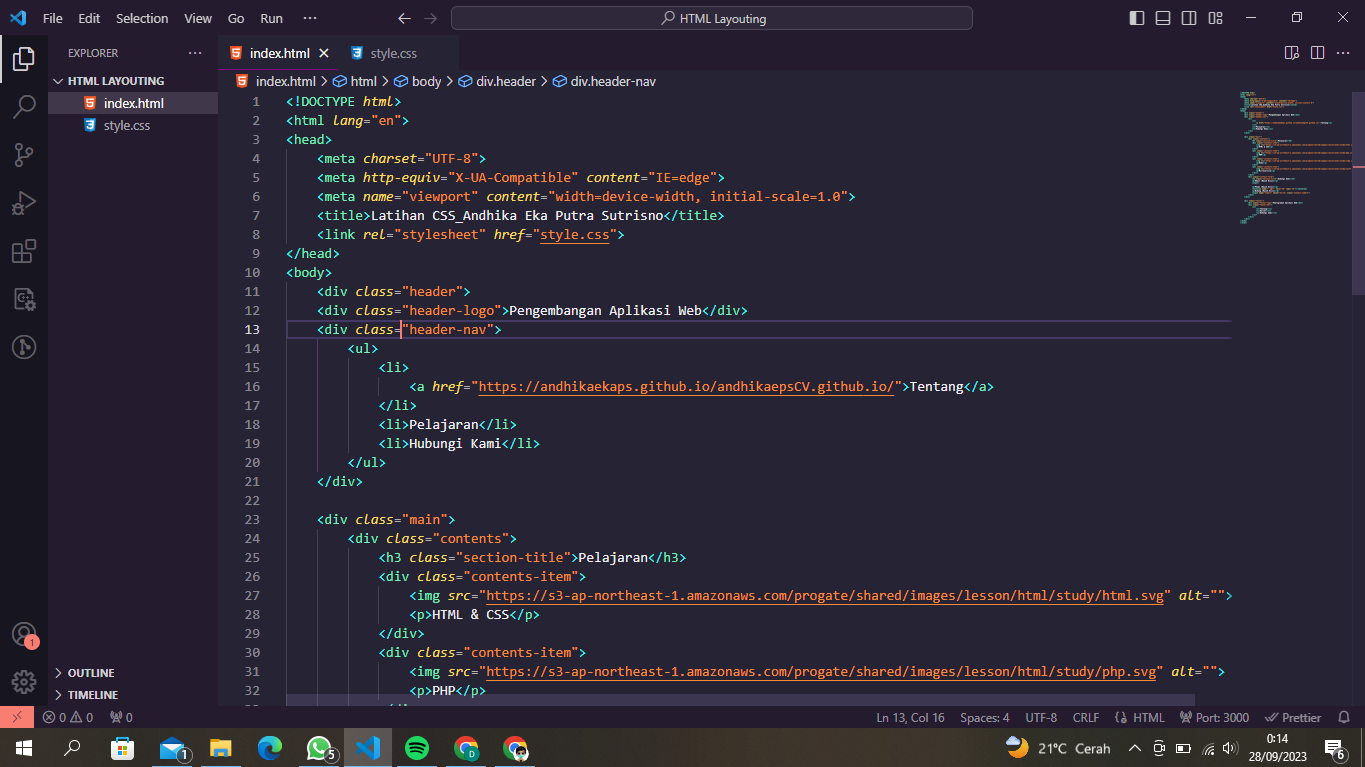 File Edit Selection View Go Run ··· HTML Layouting
EXPLORER ···
HTML LAYOUTING
index.html
style.css
OUTLINE
TIMELINE
index.html style.css
index.html > html > body > div.header > div.header-nav
1 <!DOCTYPE html>
2 <html lang="en">
3 <head>
4 <meta charset="UTF-8">
5 <meta http-equiv="X-UA-Compatible" content="IE=edge">
6 <meta name="viewport" content="width=device-width, initial-scale=1.0">
7 <title>Latihan CSS_Andhika Eka Putra Sutrisno</title>
8 <link rel="stylesheet" href="style.css">
9 </head>
10 <body>
11 <div class="header">
12 <div class="header-logo">Pengembangan Aplikasi Web</div>
13 <div class="header-nav">
14 <ul>
15 <li>
16 <a href="https://andhikaekaps.github.io/andhikaepsCV.github.io/">Tentang</a>
17 </li>
18 <li>Pelajaran</li>
19 <li>Hubungi Kami</li>
20 </ul>
21 </div>
22
23 <div class="main">
24 <div class="contents">
25 <h3 class="section-title">Pelajaran</h3>
26 <div class="contents-item">
27 <img src="https://s3-ap-northeast-1.amazonaws.com/progate/shared/images/lesson/html/study/html.svg" alt="">
28 <p>HTML & CSS</p>
29 </div>
30 <div class="contents-item">
31 <img src="https://s3-ap-northeast-1.amazonaws.com/progate/shared/images/lesson/html/study/php.svg" alt="">
32 <p>PHP</p>
1
0 0 0 Ln 13, Col 16 Spaces: 4 UTF-8 CRLF HTML Port: 3000 Prettier
1 5 D 21°C Cerah 0:14
28/09/2023 6